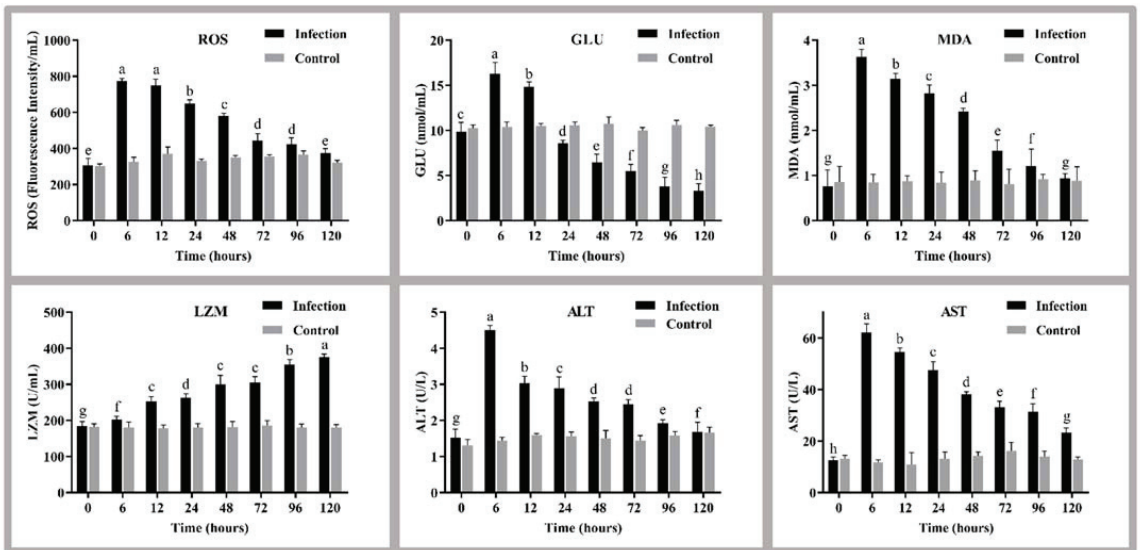 ROS
Infection
Control
ROS (Fluorescence Intensity/mL)
1000
800
600
400
200
0
e a a b c d d e
0 6 12 24 48 72 96 120
Time (hours)
GLU
Infection
Control
GLU (nmol/mL)
20
15
10
5
0
c a b d e f g h
0 6 12 24 48 72 96 120
Time (hours)
MDA
Infection
Control
MDA (nmol/mL)
4
3
2
1
0
g a b c d e f g
0 6 12 24 48 72 96 120
Time (hours)
LZM
Infection
Control
LZM (U/mL)
500
400
300
200
100
0
g f c d c c b a
0 6 12 24 48 72 96 120
Time (hours)
ALT
Infection
Control
ALT (U/L)
5
4
3
2
1
0
g a b c d d e f
0 6 12 24 48 72 96 120
Time (hours)
AST
Infection
Control
AST (U/L)
60
40
20
0
h a b c d e f g
0 6 12 24 48 72 96 120
Time (hours)